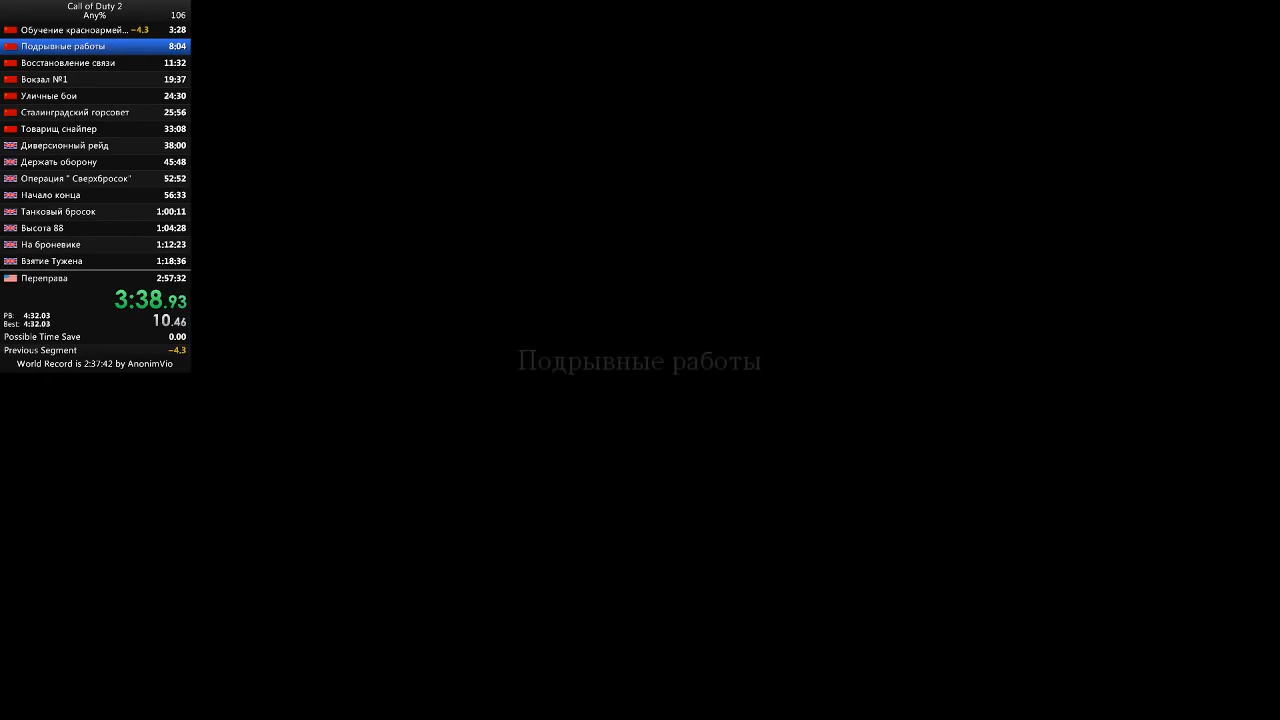 Call of Duty 2
Any% 106
Обучение красноармей... −4.3 3:28
Подрывные работы 8:04
Восстановление связи 11:32
Вокзал №1 19:37
Уличные бои 24:30
Сталинградский горсовет 25:56
Товарищ снайпер 33:08
Диверсионный рейд 38:00
Держать оборону 45:48
Операция " Сверхбросок" 52:52
Начало конца 56:33
Танковый бросок 1:00:11
Высота 88 1:04:28
На броневике 1:12:23
Взятие Тужена 1:18:36
Переправа 2:57:32
3:38.93
PB: 4:32.03
Best: 4:32.03
10.46
Possible Time Save 0.00
Previous Segment −4.3
World Record is 2:37:42 by AnonimVio
Подрывные работы